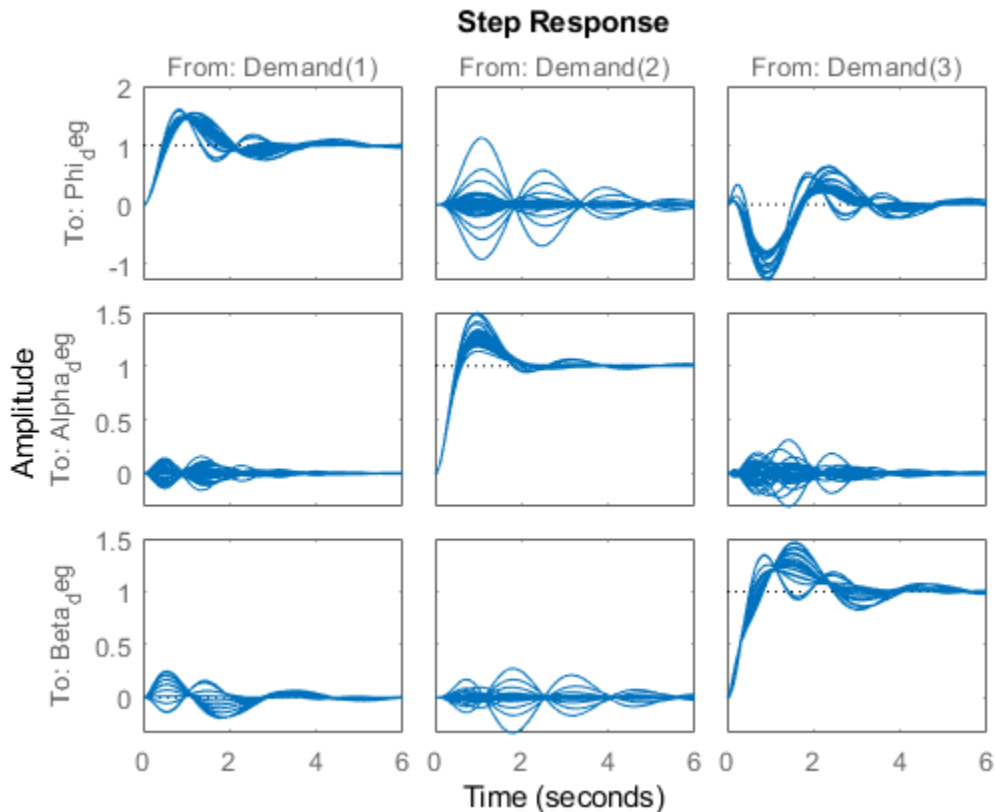 Step Response
From: Demand(1) From: Demand(2) From: Demand(3)
To: Phi_deg
2
1
0
-1
Amplitude
To: Alpha_deg
1.5
1
0.5
0
To: Beta_deg
1.5
1
0.5
0
0 2 4 6 0 2 4 6 0 2 4 6
Time (seconds)